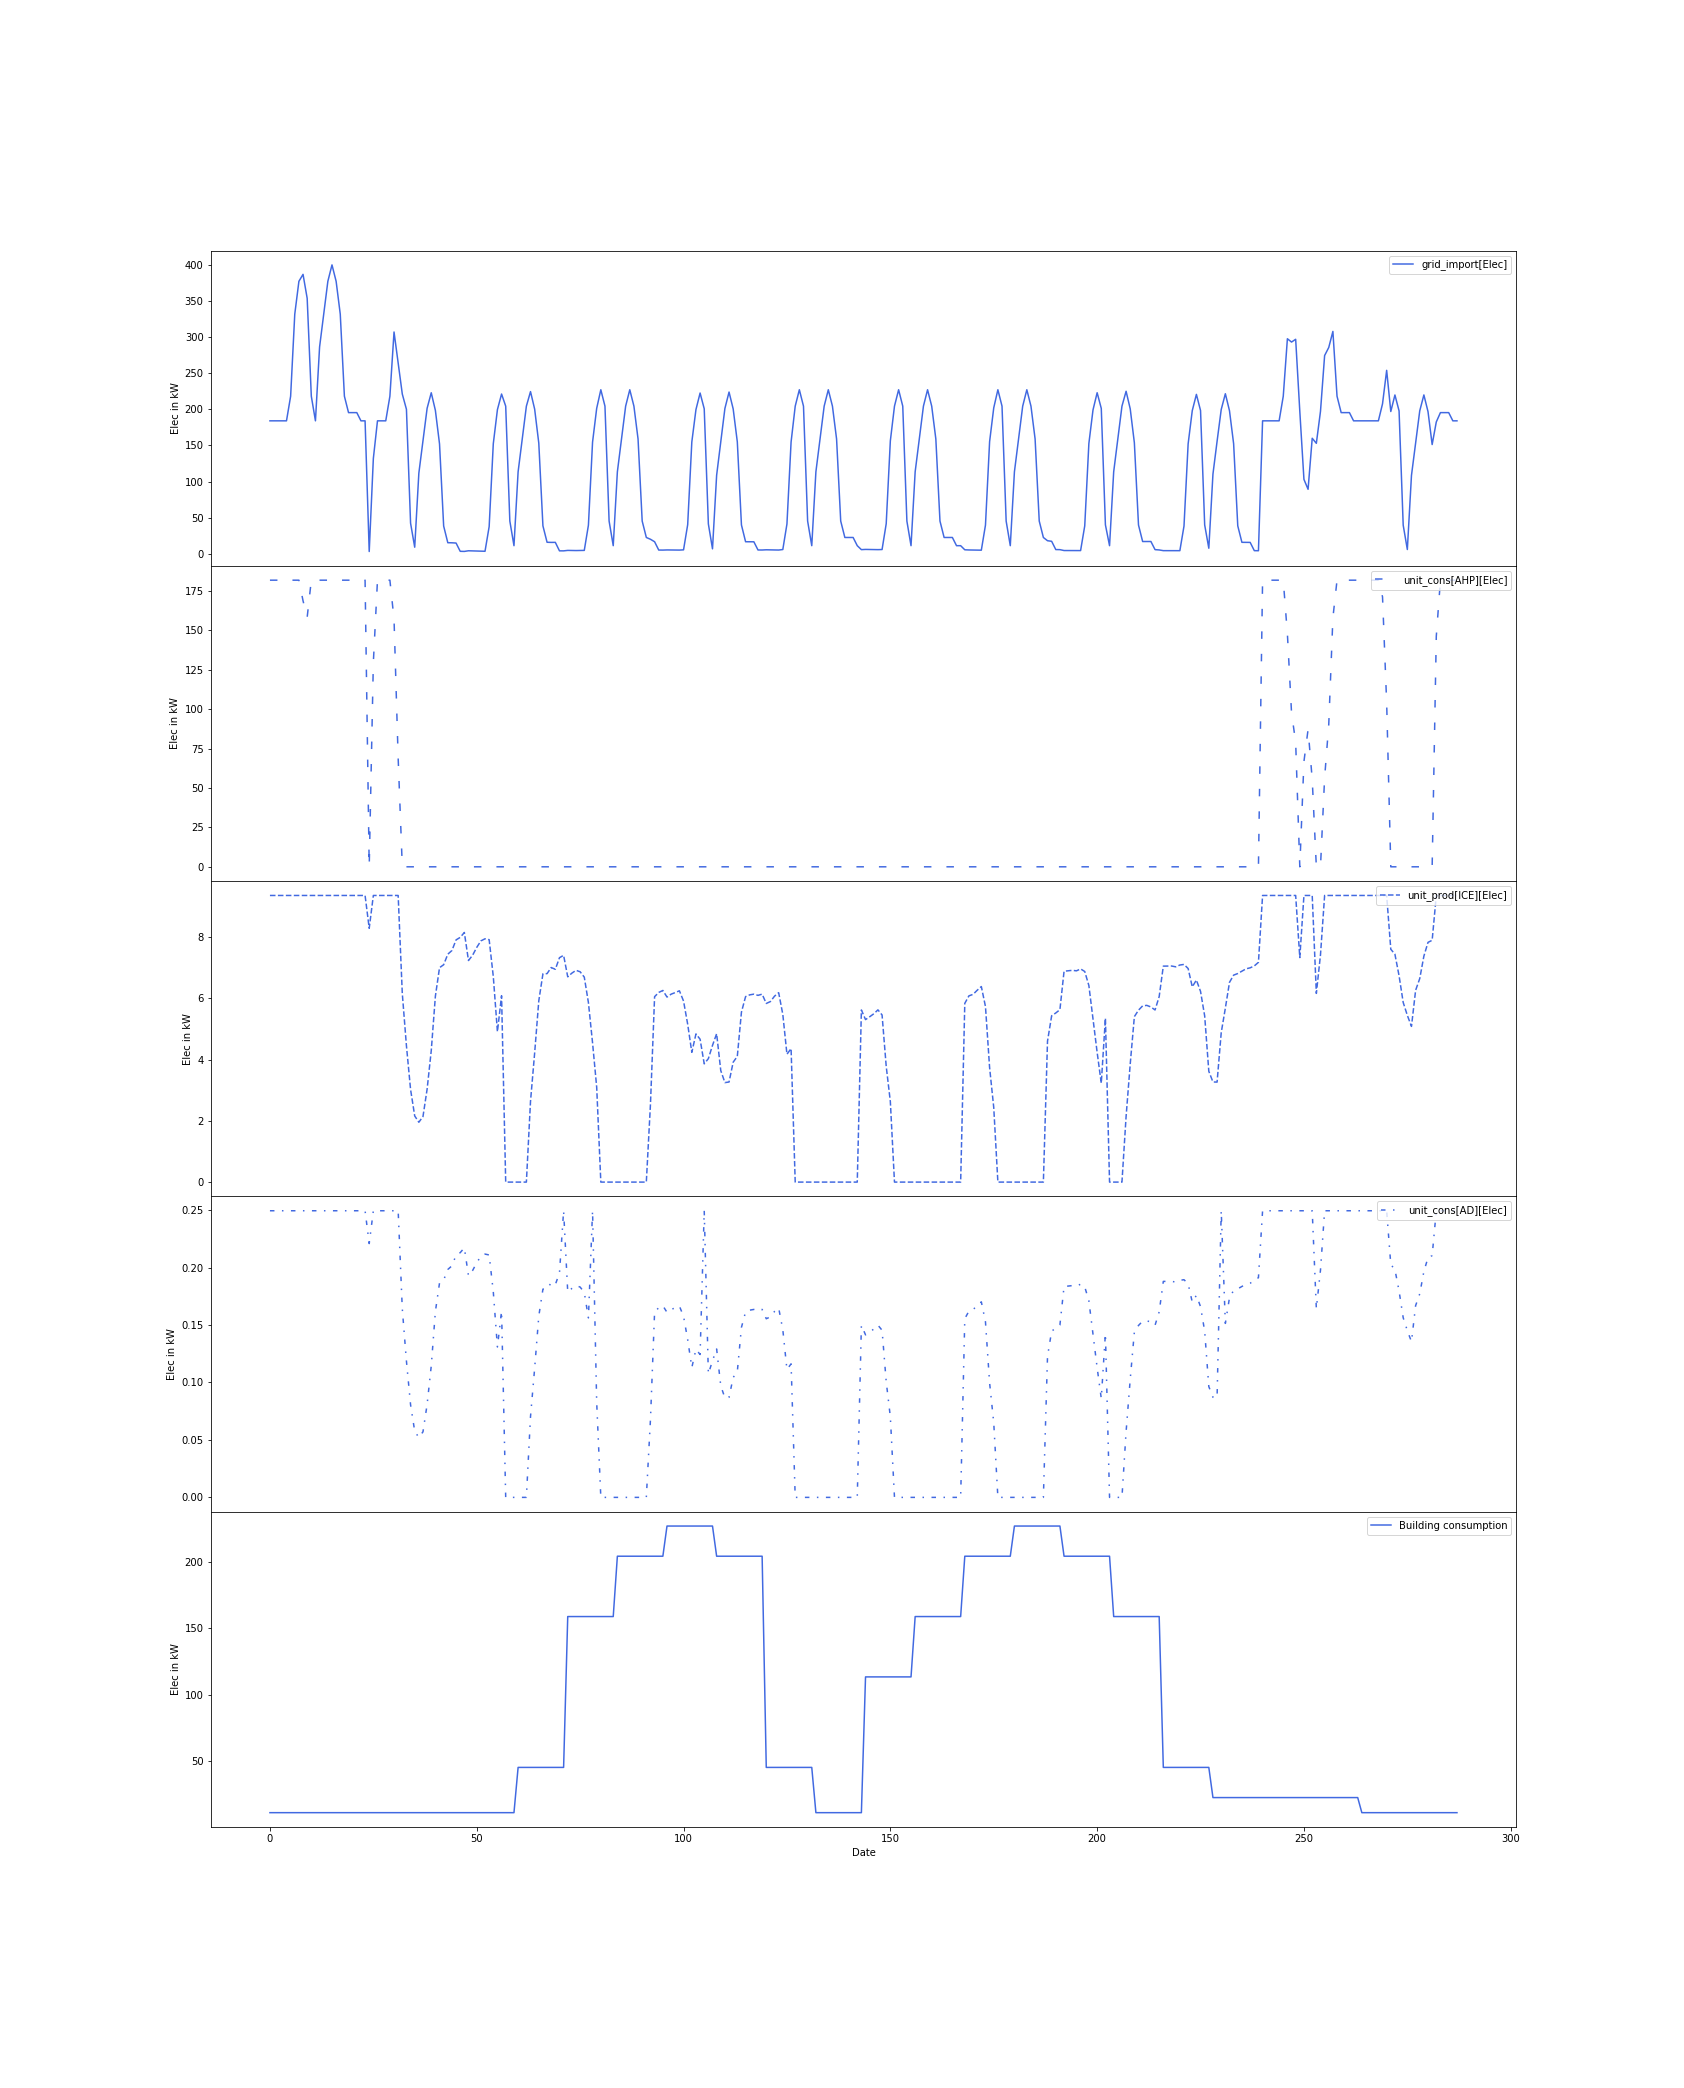 grid_import[Elec]
400
350
300
250
200
150
100
50
0
Elec in kW
unit_cons[AHP][Elec]
175
150
125
100
75
50
25
0
Elec in kW
unit_prod[ICE][Elec]
8
6
4
2
0
Elec in kW
unit_cons[AD][Elec]
0.25
0.20
0.15
0.10
0.05
0.00
Elec in kW
Building consumption
200
150
100
50
Elec in kW
0 50 100 150 200 250 300
Date